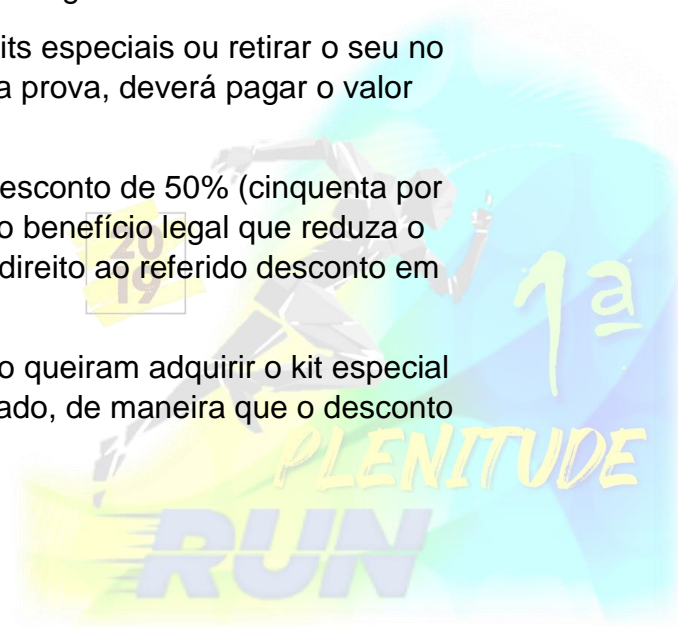 its especiais ou retirar o seu no
a prova, deverá pagar o valor
esconto de 50% (cinquenta por
o benefício legal que reduza o
direito ao referido desconto em
o queiram adquirir o kit especial
ado, de maneira que o desconto
20
19
1ª
PLENITUDE
RUN